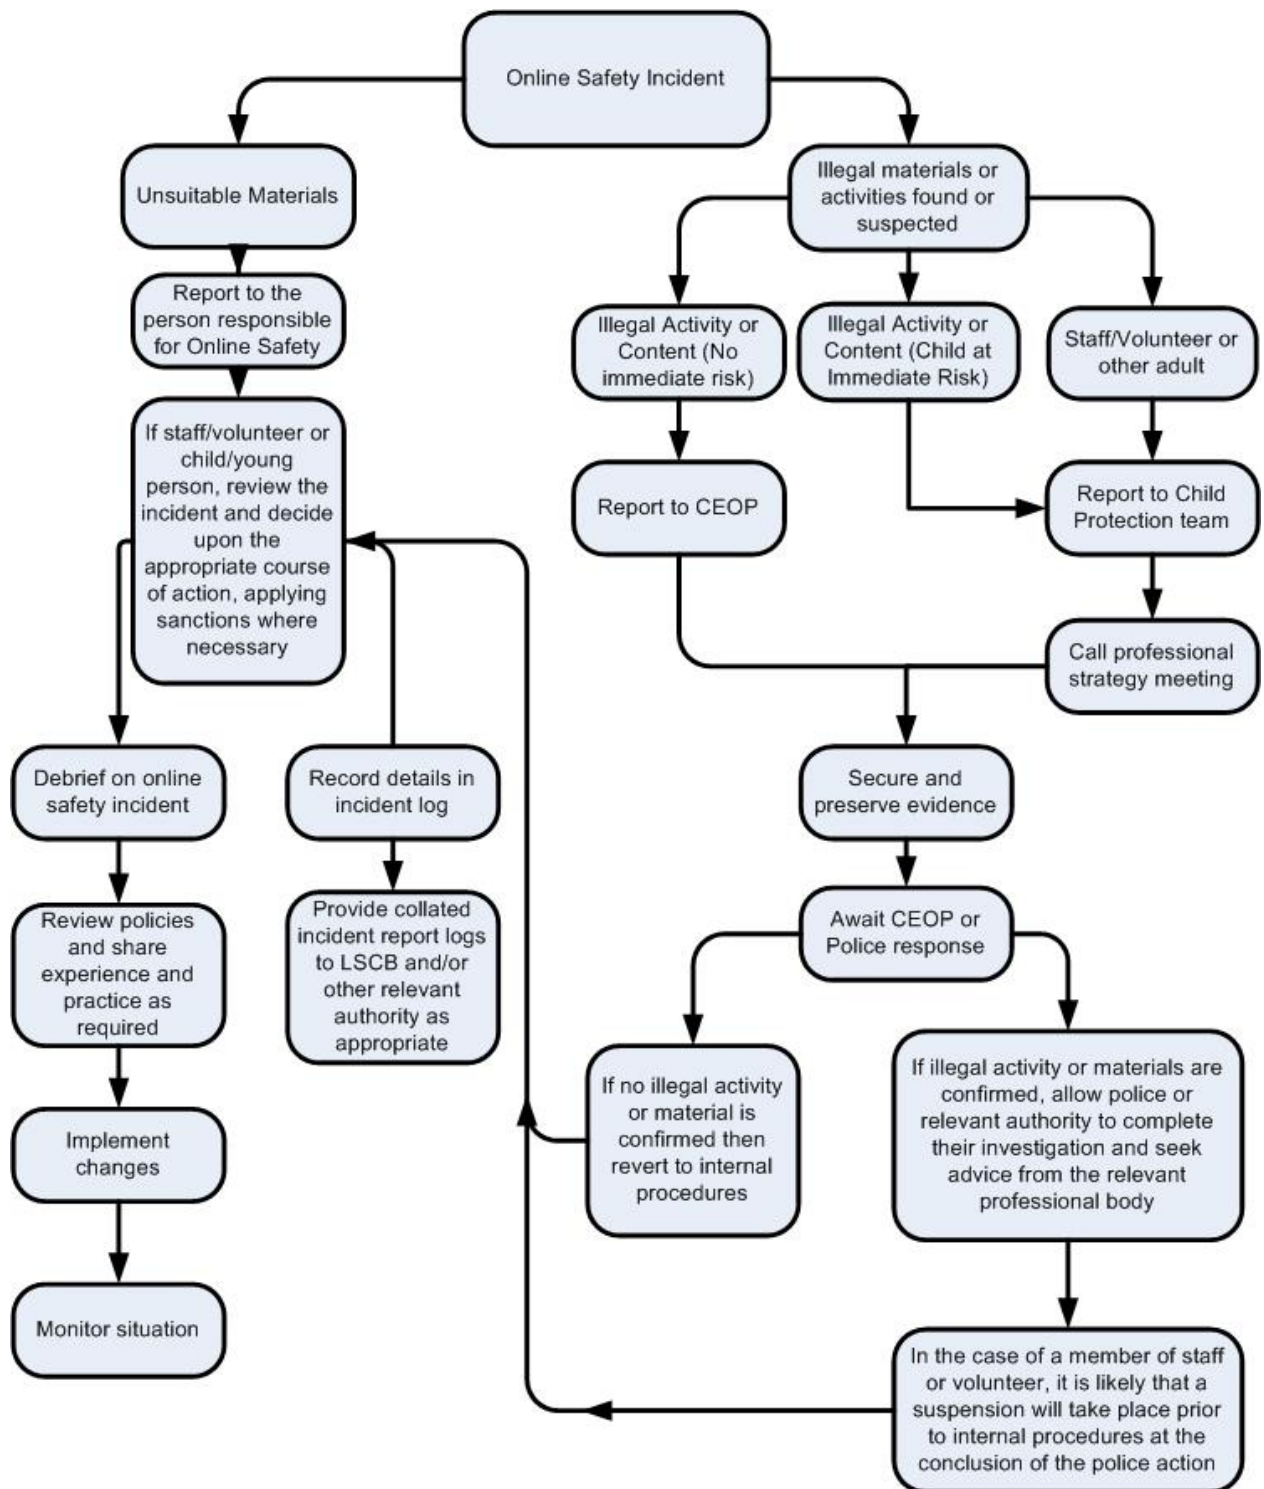 Online Safety Incident
Unsuitable Materials
Illegal materials or
activities found or
suspected
Report to the
person responsible
for Online Safety
Illegal Activity or
Content (No
immediate risk)
Illegal Activity or
Content (Child at
Immediate Risk)
Staff/Volunteer or
other adult
If staff/volunteer or
child/young
person, review the
incident and decide
upon the
appropriate course
of action, applying
sanctions where
necessary
Report to CEOP
Report to Child
Protection team
Call professional
strategy meeting
Debrief on online
safety incident
Record details in
incident log
Secure and
preserve evidence
Review policies
and share
experience and
practice as
required
Provide collated
incident report logs
to LSCB and/or
other relevant
authority as
appropriate
Await CEOP or
Police response
If no illegal activity
or material is
confirmed then
revert to internal
procedures
If illegal activity or materials are
confirmed, allow police or
relevant authority to complete
their investigation and seek
advice from the relevant
professional body
Implement
changes
Monitor situation
In the case of a member of staff
or volunteer, it is likely that a
suspension will take place prior
to internal procedures at the
conclusion of the police action